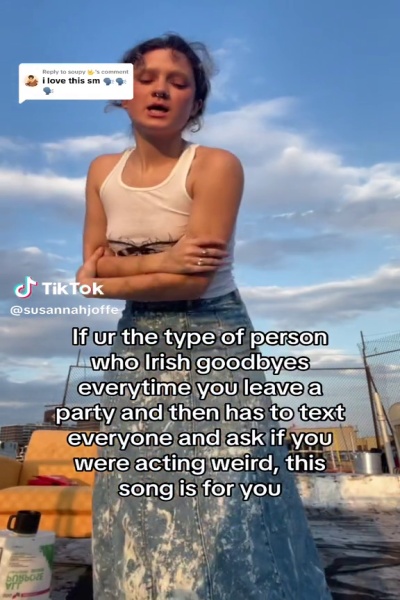 Reply to soupy 🌟's comment
i love this sm 🗣️ 🗣️
🗣️
TikTok
@susannahjoffe
If ur the type of person
who Irish goodbyes
everytime you leave a
party and then has to text
everyone and ask if you
were acting weird, this
song is for you